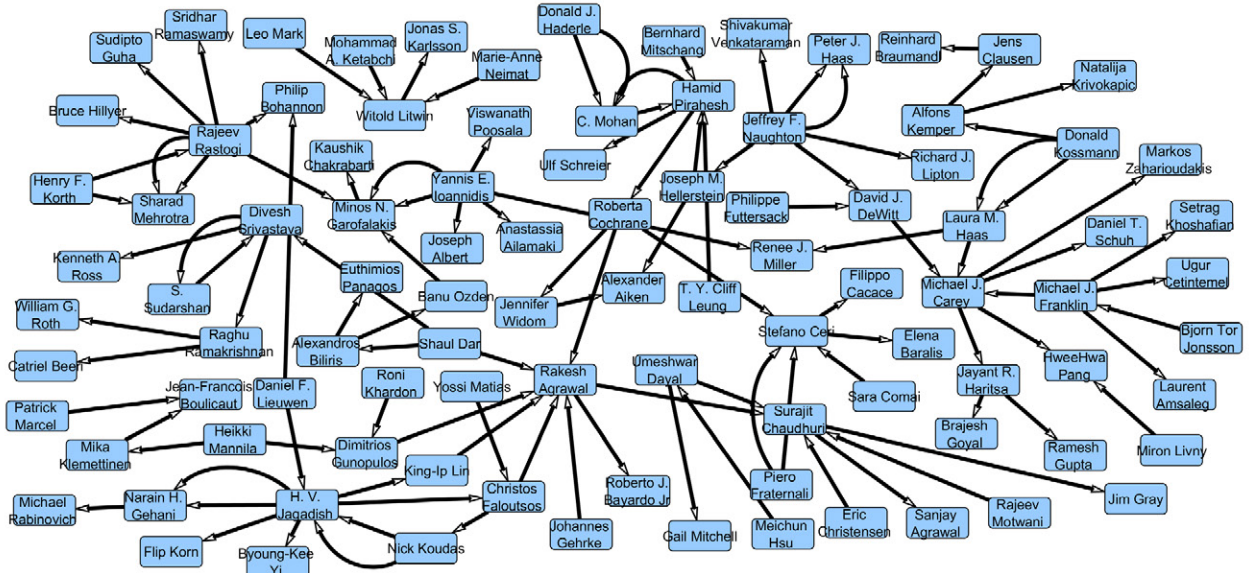 Sridhar
Ramaswamy
Sudipto
Guha
Leo Mark
Mohammad
A. Ketabchi
Jonas S.
Karlsson
Marie-Anne
Neimat
Donald J.
Haderle
Bernhard
Mitschang
Shivakumar
Venkataraman
Peter J.
Haas
Reinhard
Braumandl
Jens
Clausen
Natalija
Krivokapic
Bruce Hillyer
Philip
Bohannon
Witold Litwin
Viswanath
Poosala
Hamid
Pirahesh
C. Mohan
Jeffrey F.
Naughton
Alfons
Kemper
Donald
Kossmann
Rajeev
Rastogi
Kaushik
Chakrabarti
Ulf Schreier
Richard J.
Lipton
Markos
Zaharioudakis
Henry F.
Korth
Sharad
Mehrotra
Yannis E.
Ioannidis
Joseph M.
Hellerstein
Philippe
Futtersack
David J.
DeWitt
Minos N.
Garofalakis
Divesh
Srivastava
Roberta
Cochrane
Laura M.
Haas
Setrag
Khoshafian
Daniel T.
Schuh
Kenneth A.
Ross
Joseph
Albert
Anastassia
Ailamaki
Renee J.
Miller
S.
Sudarshan
Euthimios
Panagos
Banu Ozden
Alexander
Aiken
T. Y. Cliff
Leung
Filippo
Cacace
Michael J.
Carey
Michael J.
Franklin
Ugur
Cetintemel
William G.
Roth
Raghu
Ramakrishnan
Alexandros
Biliris
Shaul Dar
Jennifer
Widom
Stefano Ceri
Elena
Baralis
Bjorn Tor
Jonsson
Catriel Beeri
Jean-Francois
Boulicaut
Daniel F.
Lieuwen
Roni
Khardon
Yossi Matias
Rakesh
Agrawal
Umeshwar
Dayal
Sara Comai
Jayant R.
Haritsa
HweeHwa
Pang
Laurent
Amsaleg
Patrick
Marcel
Mika
Klemettinen
Heikki
Mannila
Dimitrios
Gunopulos
Surajit
Chaudhuri
Brajesh
Goyal
Ramesh
Gupta
Miron Livny
King-Ip Lin
Michael
Rabinovich
Narain H.
Gehani
H. V.
Jagadish
Christos
Faloutsos
Roberto J.
Bayardo Jr
Piero
Fraternali
Jim Gray
Flip Korn
Byoung-Kee
Yi
Nick Koudas
Johannes
Gehrke
Gail Mitchell
Meichun
Hsu
Eric
Christensen
Sanjay
Agrawal
Rajeev
Motwani